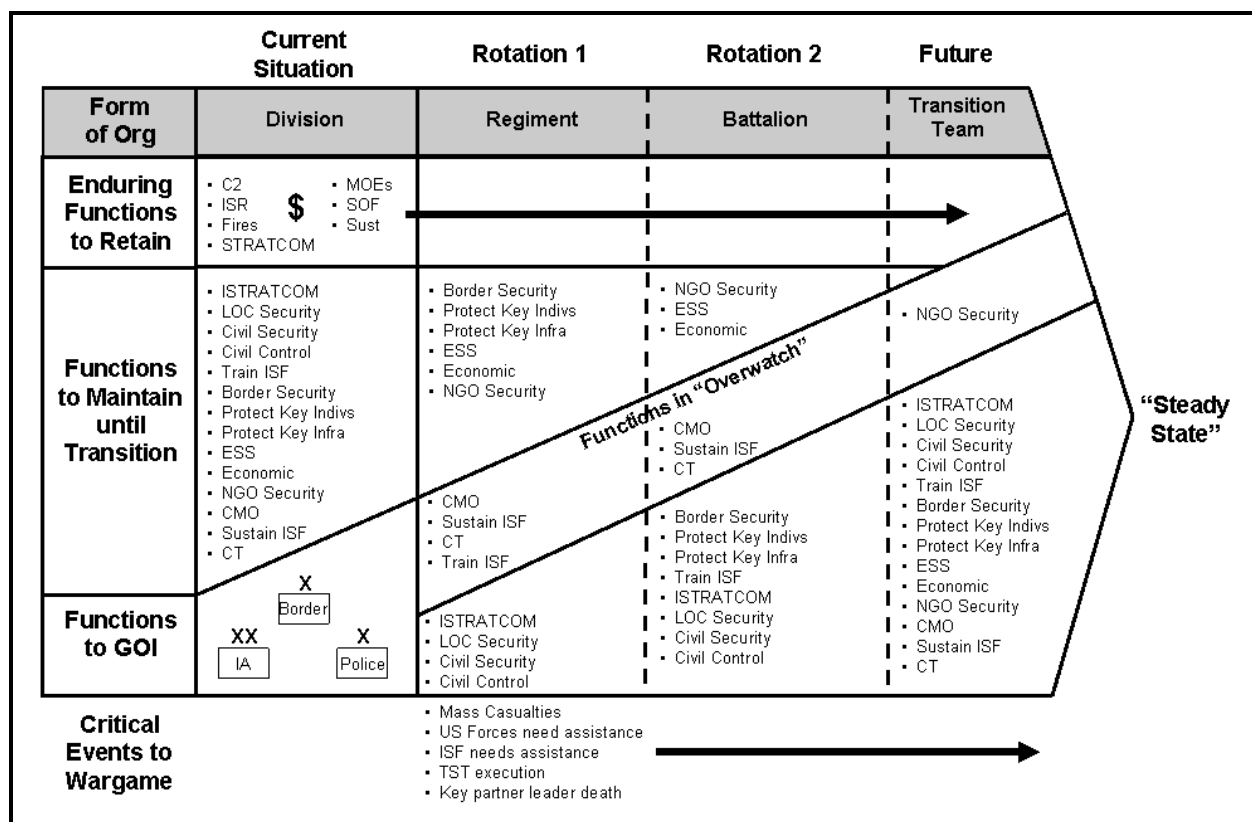 Current
Situation
Rotation 1
Rotation 2
Future
Form
of Org
Division
Regiment
Battalion
Transition
Team
Enduring
Functions
to Retain
▪ C2
▪ ISR
▪ Fires
▪ STRATCOM
$
▪ MOEs
▪ SOF
▪ Sust
Functions
to Maintain
until
Transition
▪ ISTRATCOM
▪ LOC Security
▪ Civil Security
▪ Civil Control
▪ Train ISF
▪ Border Security
▪ Protect Key Indivs
▪ Protect Key Infra
▪ ESS
▪ Economic
▪ NGO Security
▪ CMO
▪ Sustain ISF
▪ CT
▪ Border Security
▪ Protect Key Indivs
▪ Protect Key Infra
▪ ESS
▪ Economic
▪ NGO Security
▪ NGO Security
▪ ESS
▪ Economic
Functions in “Overwatch”
▪ CMO
▪ Sustain ISF
▪ CT
▪ Train ISF
▪ CMO
▪ Sustain ISF
▪ CT
▪ NGO Security
Functions
to GOI
X
Border
XX
IA
X
Police
▪ ISTRATCOM
▪ LOC Security
▪ Civil Security
▪ Civil Control
▪ Border Security
▪ Protect Key Indivs
▪ Protect Key Infra
▪ Train ISF
▪ ISTRATCOM
▪ LOC Security
▪ Civil Security
▪ Civil Control
▪ ISTRATCOM
▪ LOC Security
▪ Civil Security
▪ Civil Control
▪ Train ISF
▪ Border Security
▪ Protect Key Indivs
▪ Protect Key Infra
▪ ESS
▪ Economic
▪ NGO Security
▪ CMO
▪ Sustain ISF
▪ CT
“Steady
State”
Critical
Events to
Wargame
▪ Mass Casualties
▪ US Forces need assistance
▪ ISF needs assistance
▪ TST execution
▪ Key partner leader death